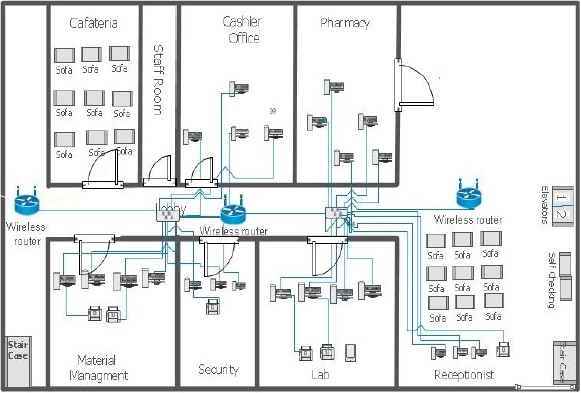 Cafateria
Staff Room
Cashier
Office
Pharmacy
Sofa
Sofa
Sofa
Sofa
Sofa
Sofa
Sofa
Sofa
Sofa
Lobby
Wireless
router
Wireless router
Wireless router
Elevators
1
2
Self Checking
Sofa
Sofa
Sofa
Sofa
Sofa
Sofa
Sofa
Sofa
Sofa
Stair
Case
Material
Managment
Security
Lab
Receptionist
Stair Case